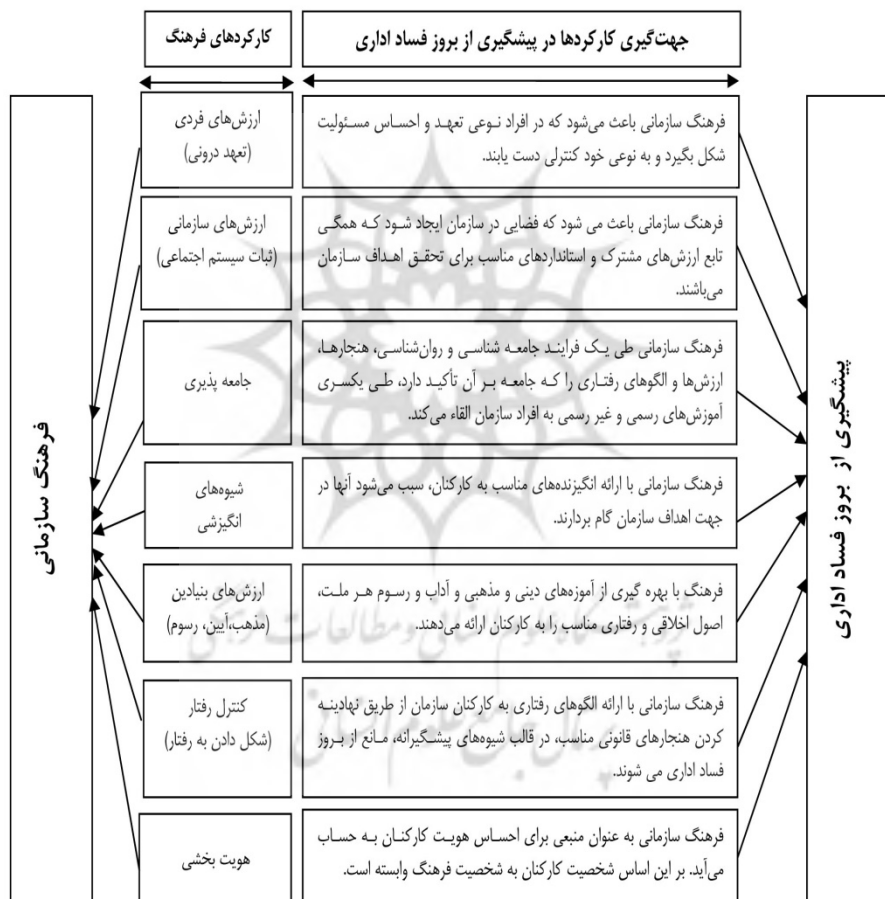 جهت‌گیری کارکردها در پیشگیری از بروز فساد اداری
کارکردهای فرهنگ
پیشگیری از بروز فساد اداری
فرهنگ سازمانی باعث می‌شود که در افراد نوعی تعهد و احساس مسئولیت
شکل بگیرد و به نوعی خود کنترلی دست یابند.
ارزش‌های فردی
(تعهد درونی)
فرهنگ سازمانی باعث می شود که فضایی در سازمان ایجاد شود که همگی
تابع ارزش‌های مشترک و استانداردهای مناسب برای تحقق اهداف سازمان
می‌باشند.
ارزش‌های سازمانی
(ثبات سیستم اجتماعی)
فرهنگ سازمانی طی یک فرایند جامعه شناسی و روان‌شناسی، هنجارها،
ارزش‌ها و الگوهای رفتاری را که جامعه بر آن تأکید دارد، طی یکسری
آموزش‌های رسمی و غیر رسمی به افراد سازمان القاء می‌کند.
جامعه پذیری
فرهنگ سازمانی با ارائه انگیزنده‌های مناسب به کارکنان، سبب می‌شود آنها در
جهت اهداف سازمان گام بردارند.
شیوه‌های
انگیزشی
فرهنگ با بهره گیری از آموزه‌های دینی و مذهبی و آداب و رسوم هر ملت،
اصول اخلاقی و رفتاری مناسب را به کارکنان ارائه می‌دهند.
ارزش‌های بنیادین
(مذهب،آیین، رسوم)
فرهنگ سازمانی با ارائه الگوهای رفتاری به کارکنان سازمان از طریق نهادینه
کردن هنجارهای قانونی مناسب، در قالب شیوه‌های پیشگیرانه، مانع از بروز
فساد اداری می شوند.
کنترل رفتار
(شکل دادن به رفتار)
فرهنگ سازمانی به عنوان منبعی برای احساس هویت کارکنان به حساب
می‌آید. بر این اساس شخصیت کارکنان به شخصیت فرهنگ وابسته است.
هویت بخشی
فرهنگ سازمانی
پژوهشگاه علوم انسانی و مطالعات فرهنگی
پرتال جامع علوم انسانی